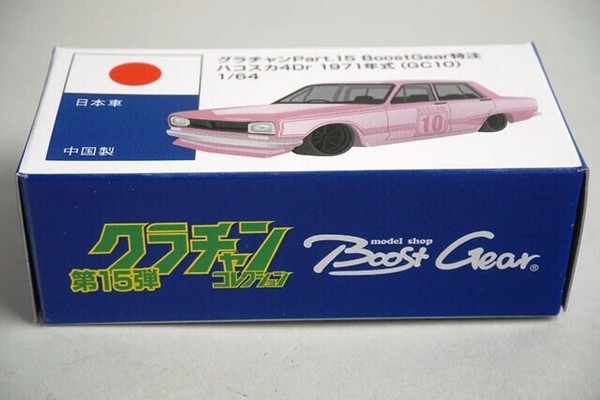 グラチャンPart.15 BoostGear特注
ハコスカ4Dr 1971年式(GC10)
1/64
日本車
中国製
10
グラチャン
第15弾
コレクション
model shop
Boost Gear®